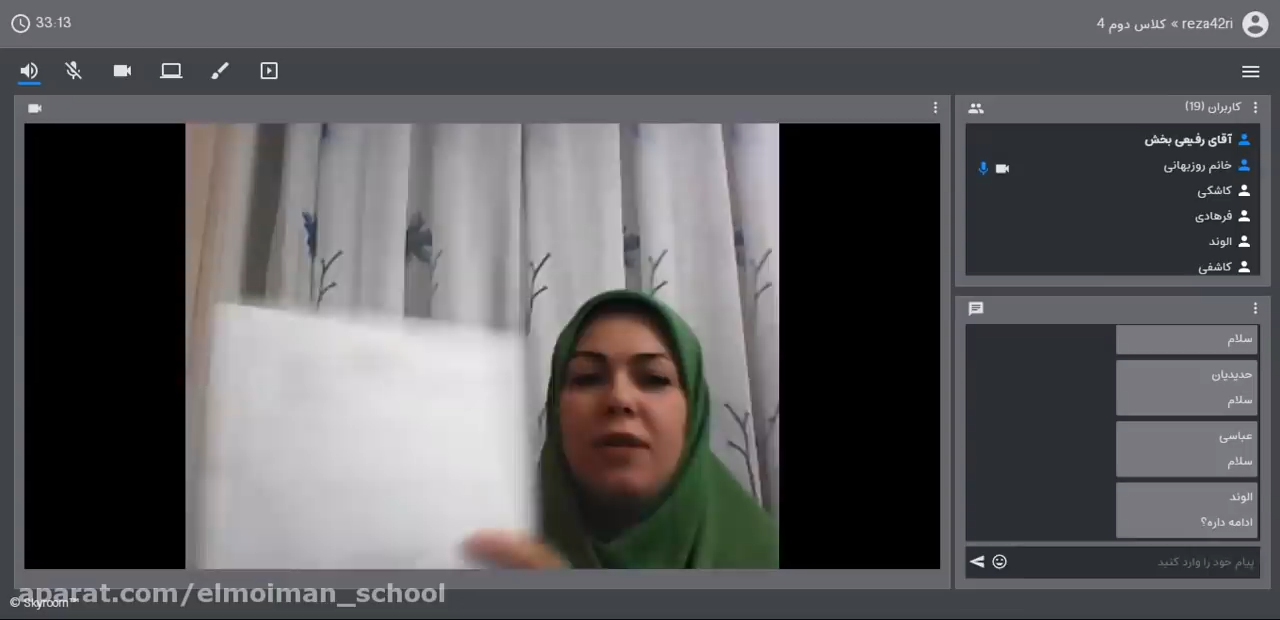 33:13
reza42ri » کلاس دوم 4
کاربران (19)
آقای رفیعی بخش
خانم روزبهانی
کاشکی
فرهادی
الوند
کاشفی
سلام
حدیدیان
سلام
عباسی
سلام
الوند
ادامه داره؟
پیام خود را وارد کنید
aparat.com/elmoiman_school
© Skyroom™